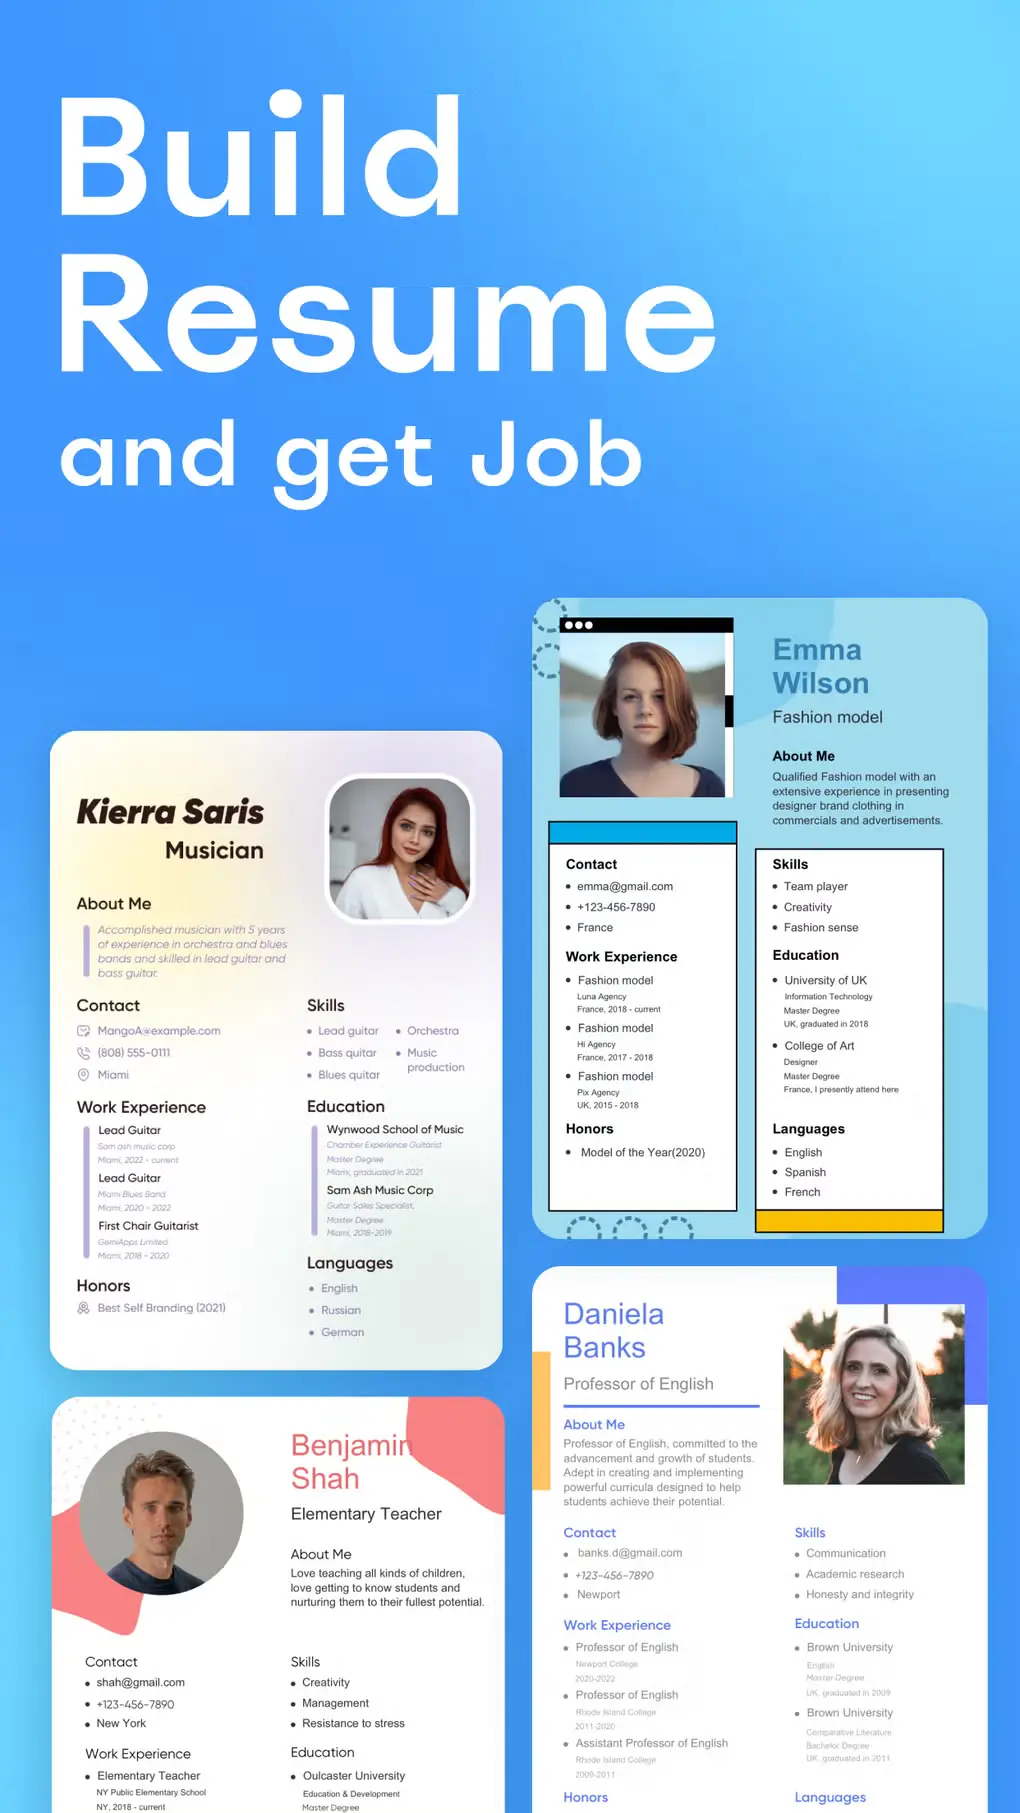 Build
Resume
and get Job
Kierra Saris
Musician
About Me
Accomplished musician with 5 years
of experience in orchestra and blues
bands and skilled in lead guitar and
bass guitar.
Contact
MangoA@example.com
(808) 555-0111
Miami
Work Experience
Lead Guitar
Sam ash music corp
Miami, 2022 - current
Lead Guitar
Miami Blues Band
Miami, 2020 - 2022
First Chair Guitarist
GemiApps Limited
Miami, 2018 - 2020
Honors
Best Self Branding (2021)
Skills
Lead guitar
Bass quitar
Blues quitar
Orchestra
Music
production
Education
Wynwood School of Music
Chamber Experience Guitarist
Master Degree
Miami, graduated in 2021
Sam Ash Music Corp
Guitar Sales Specialist,
Master Degree
Miami, 2018-2019
Languages
English
Russian
German
Emma
Wilson
Fashion model
About Me
Qualified Fashion model with an
extensive experience in presenting
designer brand clothing in
commercials and advertisements.
Contact
emma@gmail.com
+123-456-7890
France
Work Experience
Fashion model
Luna Agency
France, 2018 - current
Fashion model
Hi Agency
France, 2017 - 2018
Fashion model
Pix Agency
UK, 2015 - 2018
Honors
Model of the Year(2020)
Skills
Team player
Creativity
Fashion sense
Education
University of UK
Information Technology
Master Degree
UK, graduated in 2018
College of Art
Designer
Master Degree
France, I presently attend here
Languages
English
Spanish
French
Benjamin
Shah
Elementary Teacher
About Me
Love teaching all kinds of children,
love getting to know students and
nurturing them to their fullest potential.
Contact
shah@gmail.com
+123-456-7890
New York
Work Experience
Elementary Teacher
NY Public Elementary School
NY, 2018 - current
Skills
Creativity
Management
Resistance to stress
Education
Oulcaster University
Education & Development
Master Degree
Daniela
Banks
Professor of English
About Me
Professor of English, committed to the
advancement and growth of students.
Adept in creating and implementing
powerful curricula designed to help
students achieve their potential.
Contact
banks.d@gmail.com
+123-456-7890
Newport
Work Experience
Professor of English
Newport College
2020-2022
Professor of English
Rhode Island College
2011-2020
Assistant Professor of English
Rhode Island College
2009-2011
Honors
Skills
Communication
Academic research
Honesty and integrity
Education
Brown University
English
Master Degree
UK, graduated in 2009
Brown University
Comparative Literature
Bachelor Degree
UK, graduated in 2011
Languages